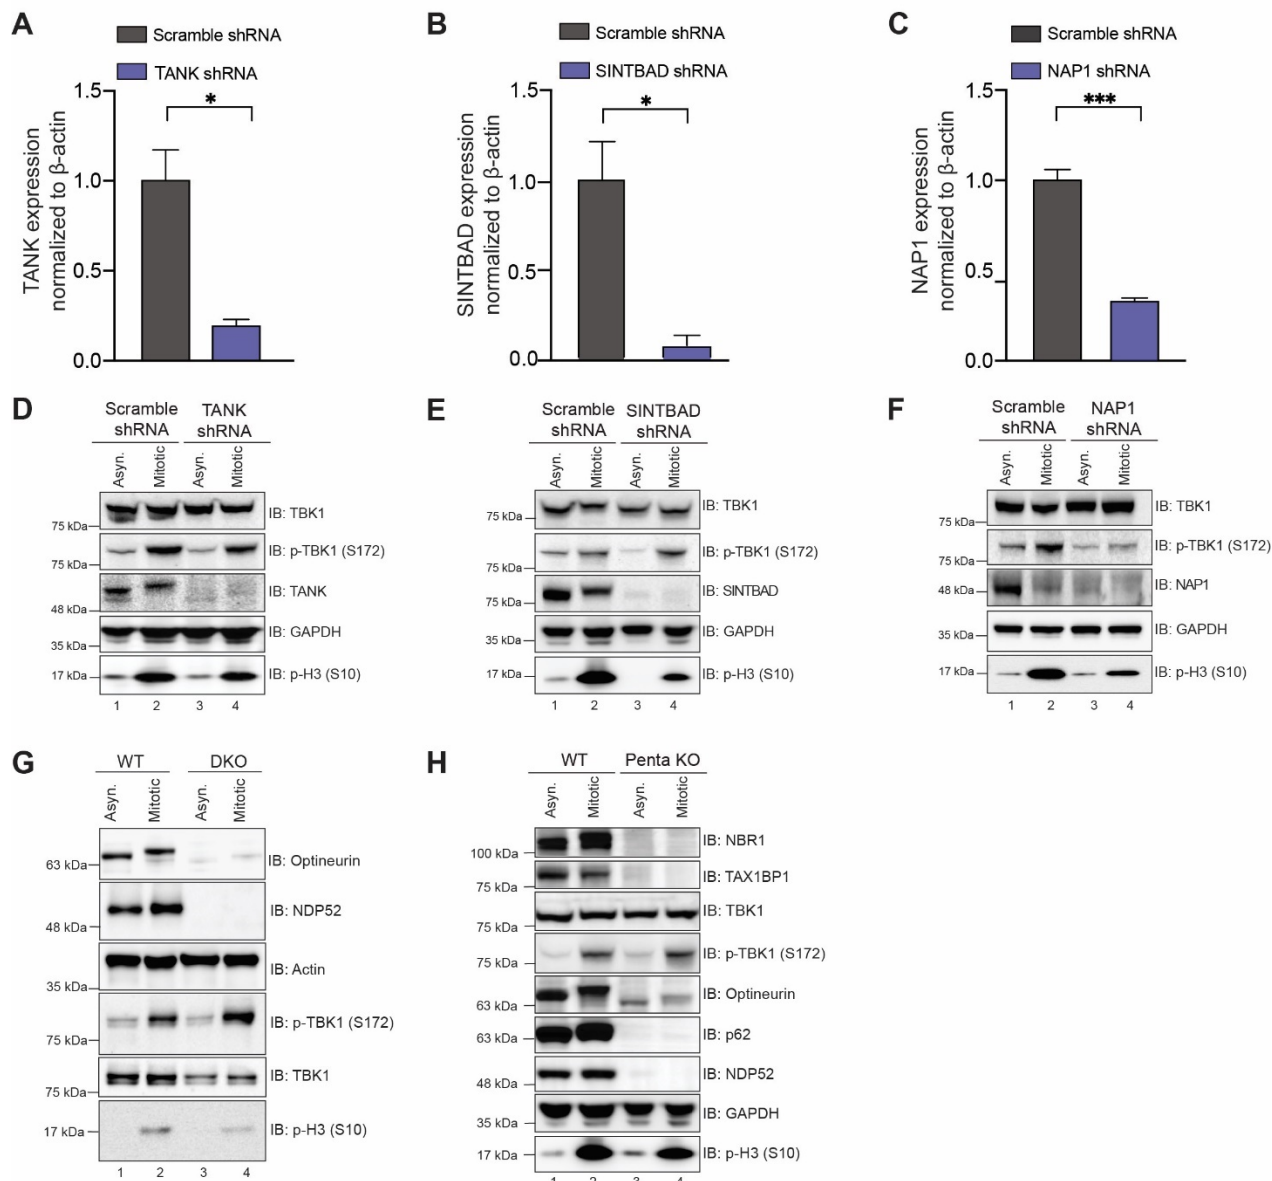 A
Scramble shRNA
TANK shRNA
TANK expression
normalized to β-actin
1.5
1.0
0.5
0.0
*
B
Scramble shRNA
SINTBAD shRNA
SINTBAD expression
normalized to β-actin
1.5
1.0
0.5
0.0
*
C
Scramble shRNA
NAP1 shRNA
NAP1 expression
normalized to β-actin
1.5
1.0
0.5
0.0
***
D
Scramble
shRNA
TANK
shRNA
Asyn.
Mitotic
Asyn.
Mitotic
75 kDa
IB: TBK1
75 kDa
IB: p-TBK1 (S172)
48 kDa
IB: TANK
35 kDa
IB: GAPDH
17 kDa
IB: p-H3 (S10)
1 2 3 4
E
Scramble
shRNA
SINTBAD
shRNA
Asyn.
Mitotic
Asyn.
Mitotic
75 kDa
IB: TBK1
75 kDa
IB: p-TBK1 (S172)
75 kDa
IB: SINTBAD
35 kDa
IB: GAPDH
17 kDa
IB: p-H3 (S10)
1 2 3 4
F
Scramble
shRNA
NAP1
shRNA
Asyn.
Mitotic
Asyn.
Mitotic
75 kDa
IB: TBK1
75 kDa
IB: p-TBK1 (S172)
48 kDa
IB: NAP1
35 kDa
IB: GAPDH
17 kDa
IB: p-H3 (S10)
1 2 3 4
G
WT DKO
Asyn.
Mitotic
Asyn.
Mitotic
63 kDa
IB: Optineurin
48 kDa
IB: NDP52
35 kDa
IB: Actin
75 kDa
IB: p-TBK1 (S172)
75 kDa
IB: TBK1
17 kDa
IB: p-H3 (S10)
1 2 3 4
H
WT Penta KO
Asyn.
Mitotic
Asyn.
Mitotic
100 kDa
IB: NBR1
75 kDa
IB: TAX1BP1
75 kDa
IB: TBK1
75 kDa
IB: p-TBK1 (S172)
63 kDa
IB: Optineurin
63 kDa
IB: p62
48 kDa
IB: NDP52
35 kDa
IB: GAPDH
17 kDa
IB: p-H3 (S10)